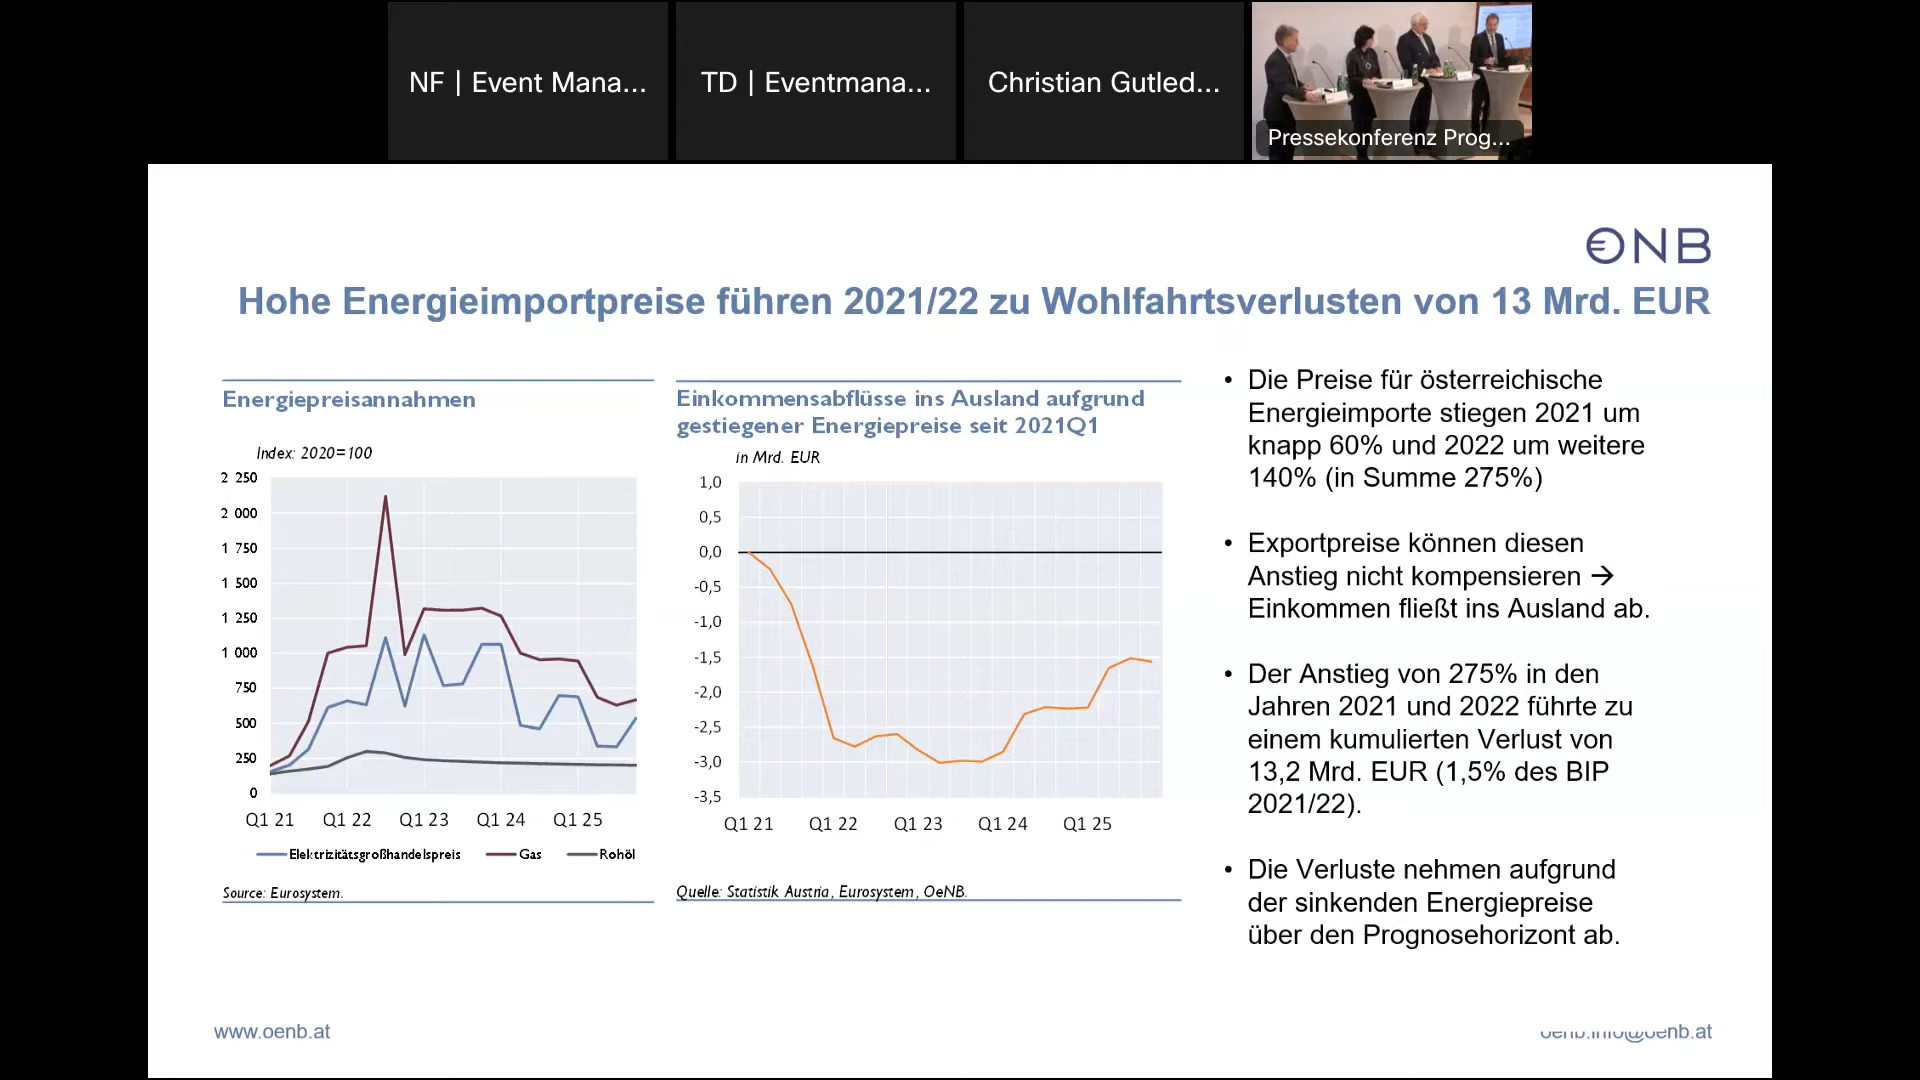 NF | Event Mana...
TD | Eventmana...
Christian Gutled...
Pressekonferenz Prog...
ONB
Hohe Energieimportpreise führen 2021/22 zu Wohlfahrtsverlusten von 13 Mrd. EUR
Energiepreisannahmen
Index: 2020=100
2 250
2 000
1 750
1 500
1 250
1 000
750
500
250
0
Q1 21 Q1 22 Q1 23 Q1 24 Q1 25
Elektrizitätsgroßhandelspreis Gas Rohöl
Source: Eurosystem.
Einkommensabflüsse ins Ausland aufgrund
gestiegener Energiepreise seit 2021Q1
in Mrd. EUR
1,0
0,5
0,0
-0,5
-1,0
-1,5
-2,0
-2,5
-3,0
-3,5
Q1 21 Q1 22 Q1 23 Q1 24 Q1 25
Quelle: Statistik Austria, Eurosystem, OeNB.
• Die Preise für österreichische
Energieimporte stiegen 2021 um
knapp 60% und 2022 um weitere
140% (in Summe 275%)
• Exportpreise können diesen
Anstieg nicht kompensieren →
Einkommen fließt ins Ausland ab.
• Der Anstieg von 275% in den
Jahren 2021 und 2022 führte zu
einem kumulierten Verlust von
13,2 Mrd. EUR (1,5% des BIP
2021/22).
• Die Verluste nehmen aufgrund
der sinkenden Energiepreise
über den Prognosehorizont ab.
www.oenb.at
oenb.info@oenb.at